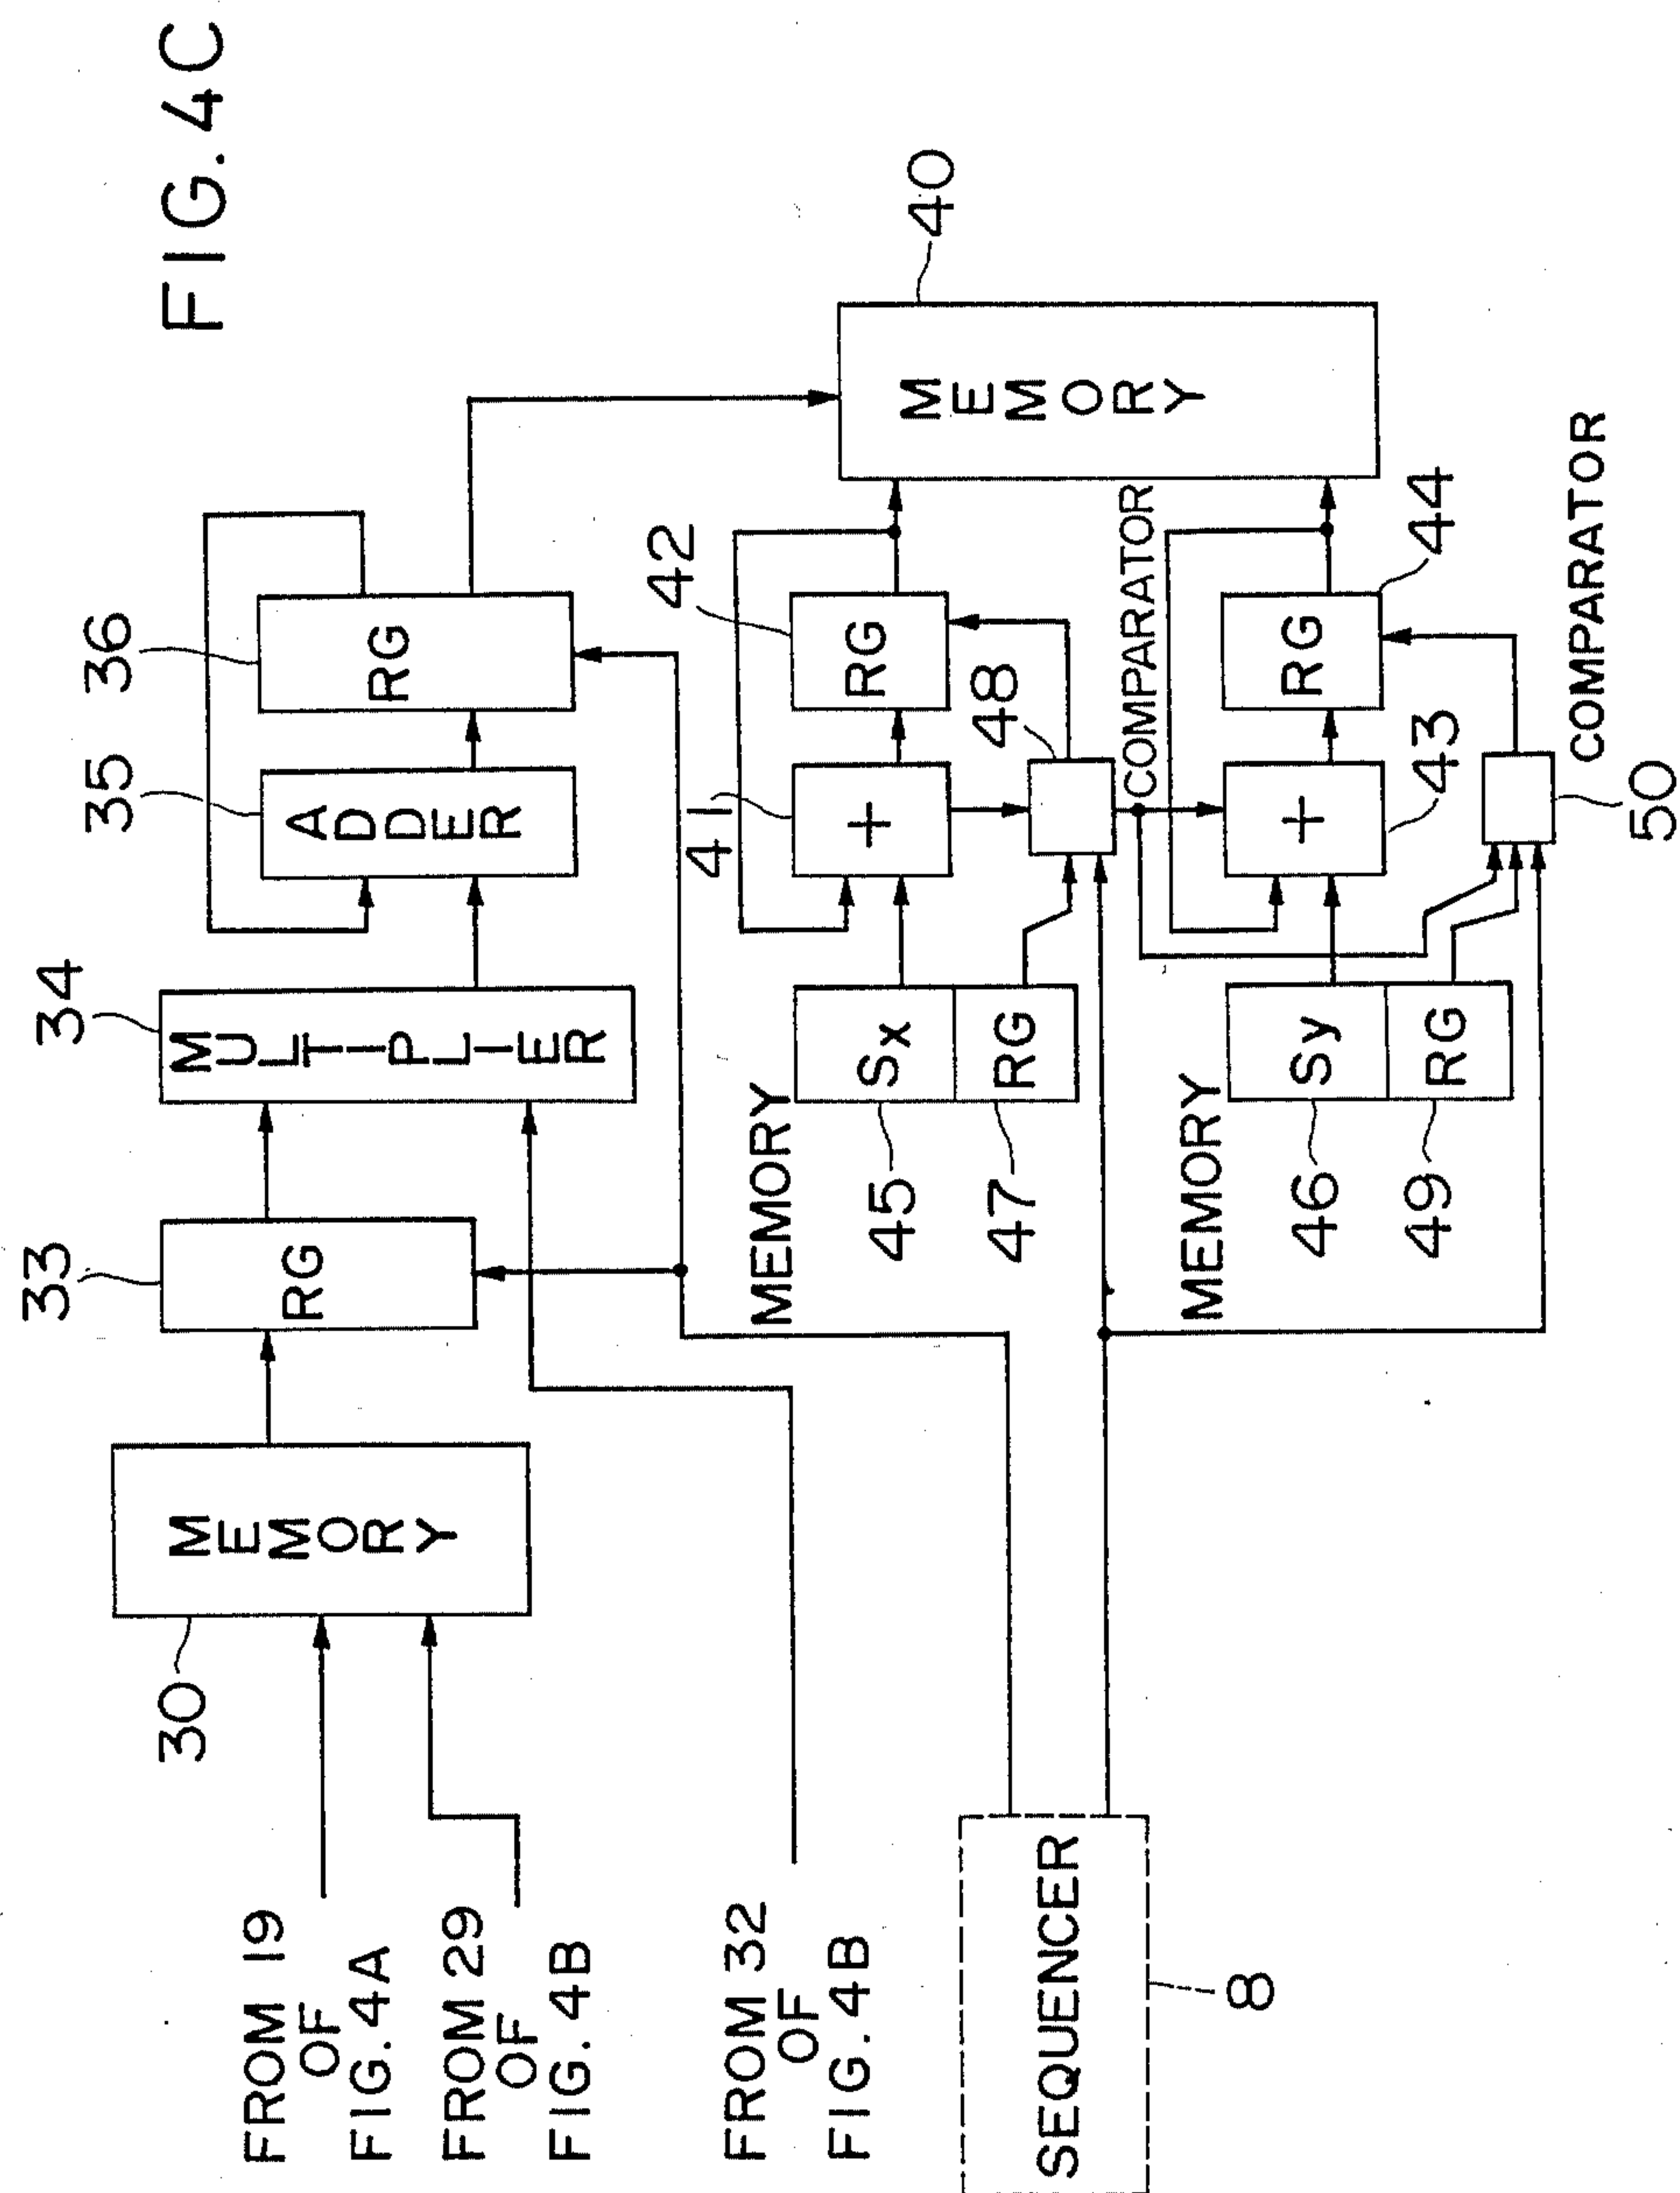 FIG. 4C
30
MEMORY
33
RG
34
MULTIPLIER
35
ADDER
36
RG
40
MEMORY
FROM 19
OF
FIG. 4A
FROM 29
OF
FIG. 4B
FROM 32
OF
FIG. 4B
SEQUENCER
8
MEMORY
45
Sx
47
RG
41
+
42
RG
48
COMPARATOR
MEMORY
46
Sy
49
RG
43
+
44
RG
50
COMPARATOR